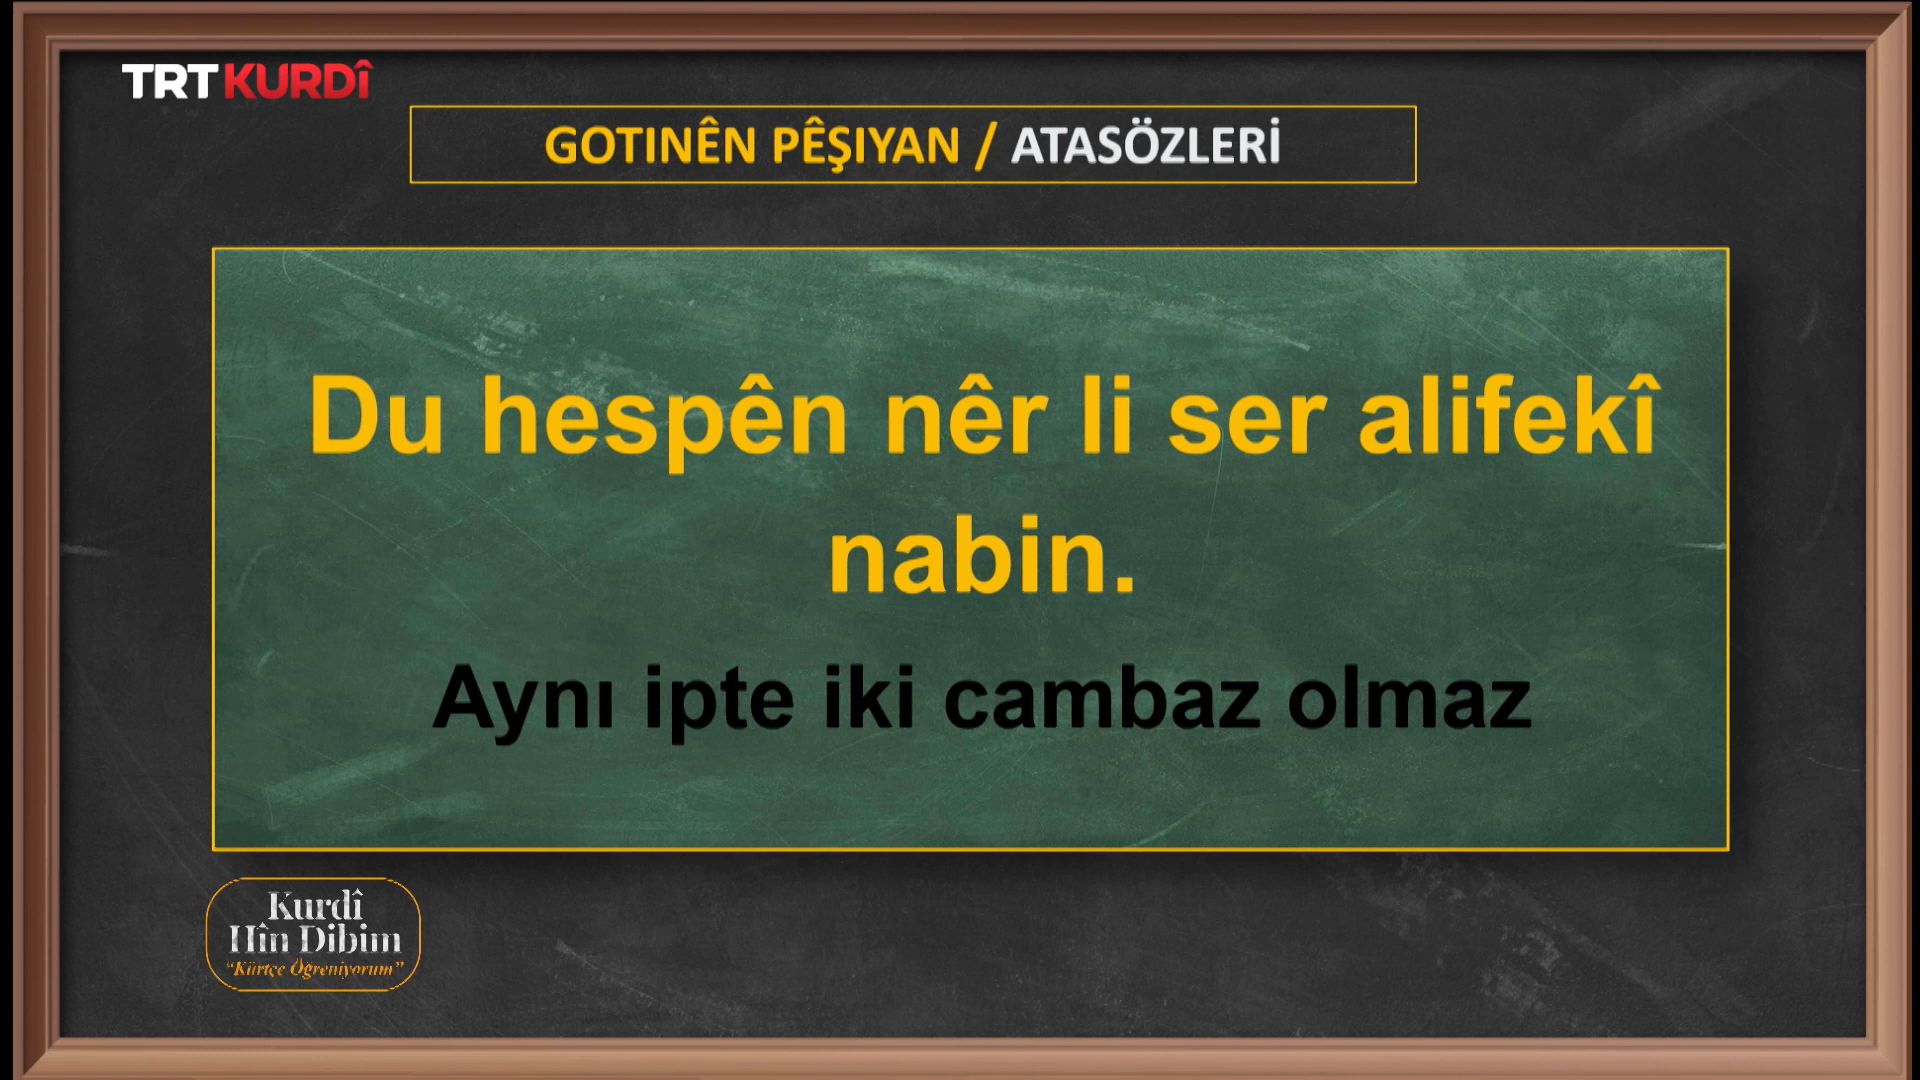 TRT KURDÎ
GOTINÊN PÊŞIYAN / ATASÖZLERİ
Du hespên nêr li ser alifekî
nabin.
Aynı ipte iki cambaz olmaz
Kurdî
Hîn Dibim
"Kürtçe Öğreniyorum"